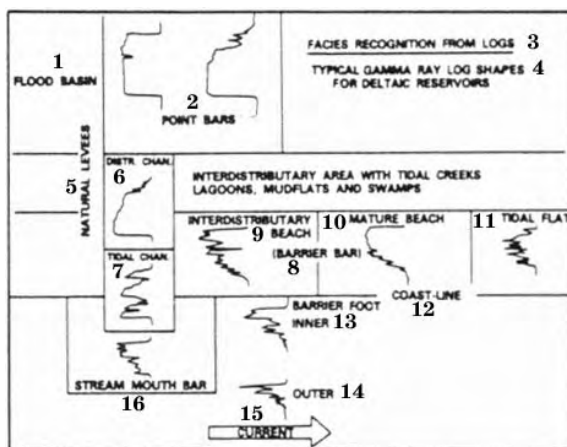 1
FLOOD BASIN
2
POINT BARS
FACIES RECOGNITION FROM LOGS 3
TYPICAL GAMMA RAY LOG SHAPES 4
FOR DELTAIC RESERVOIRS
5 NATURAL LEVEES
DISTR. CHAN.
6
INTERDISTRIBUTARY AREA WITH TIDAL CREEKS
LAGOONS, MUDFLATS AND SWAMPS
TIDAL CHAN.
7
INTERDISTRIBUTARY
9 BEACH
(BARRIER BAR)
8
10 MATURE BEACH
11 TIDAL FLAT
COAST-LINE
12
BARRIER FOOT
INNER 13
OUTER 14
STREAM MOUTH BAR
16
15
CURRENT